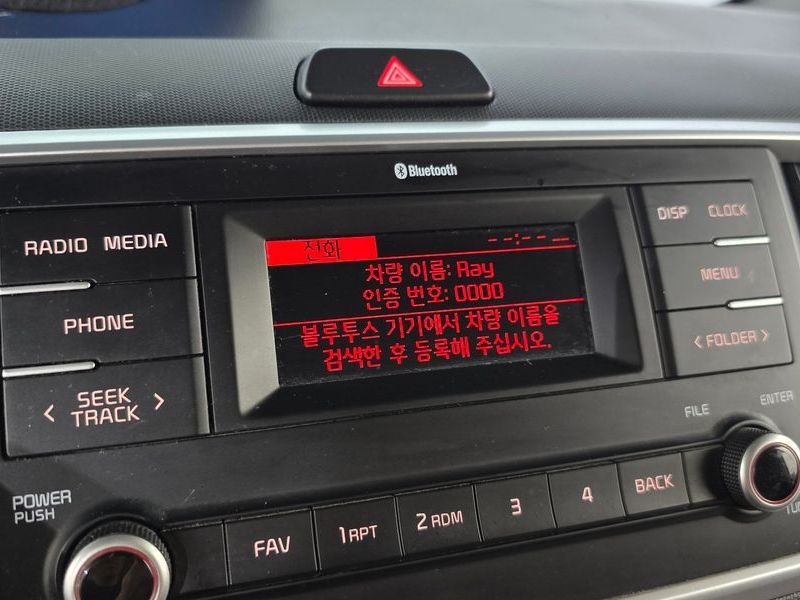 Bluetooth
RADIO MEDIA
PHONE
< SEEK TRACK >
POWER
PUSH
전화 --:--
차량 이름: Ray
인증 번호: 0000
블루투스 기기에서 차량 이름을
검색한 후 등록해 주십시오.
DISP CLOCK
MENU
< FOLDER >
FILE
ENTER
FAV
1 RPT
2 RDM
3
4
BACK